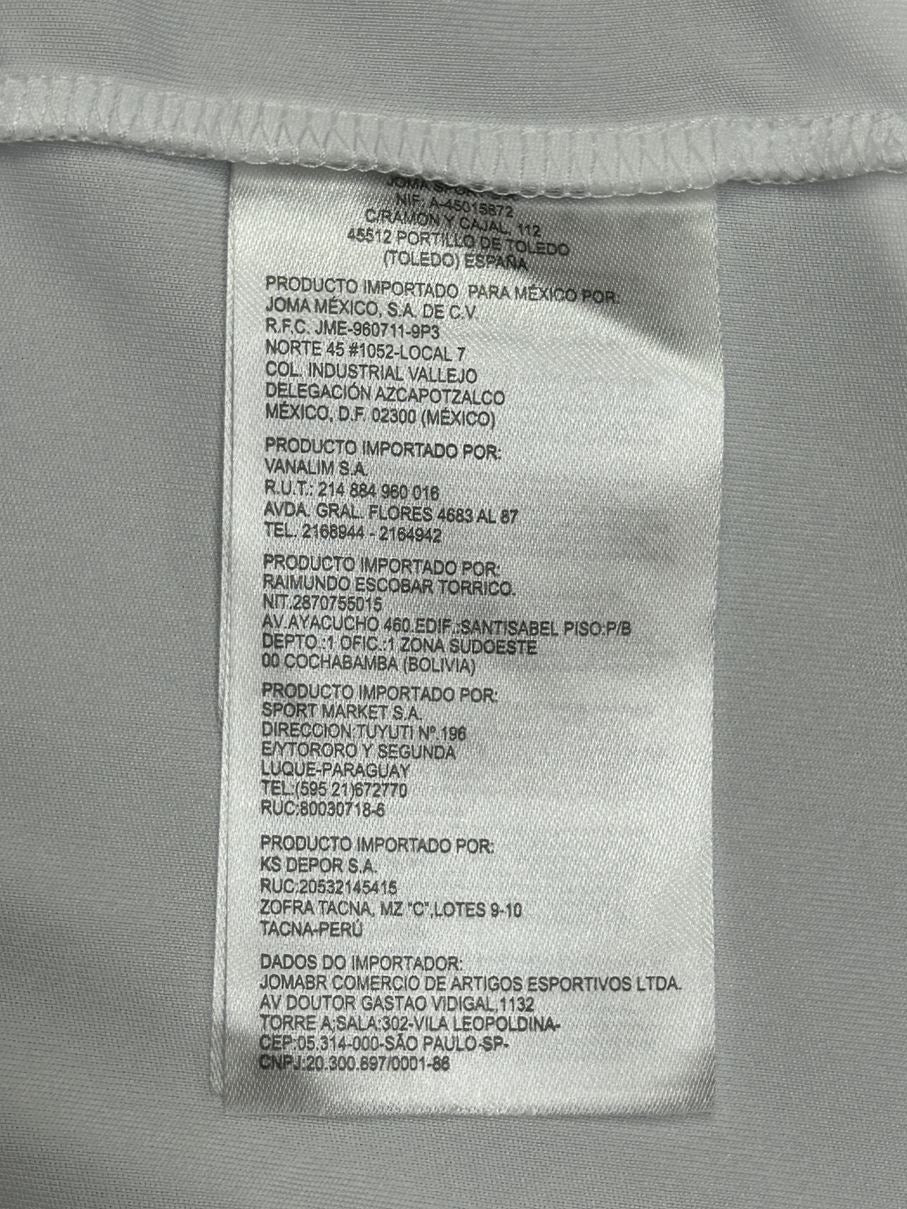 JOMA SPORT
NIF. A-45015872
C/RAMON Y CAJAL, 112
45512 PORTILLO DE TOLEDO
(TOLEDO) ESPAÑA
PRODUCTO IMPORTADO PARA MÉXICO POR:
JOMA MÉXICO, S.A. DE C.V.
R.F.C. JME-960711-9P3
NORTE 45 #1052-LOCAL 7
COL. INDUSTRIAL VALLEJO
DELEGACIÓN AZCAPOTZALCO
MÉXICO, D.F. 02300 (MÉXICO)
PRODUCTO IMPORTADO POR:
VANALIM S.A.
R.U.T.: 214 884 960 016
AVDA. GRAL. FLORES 4683 AL 87
TEL. 2168944 - 2164942
PRODUCTO IMPORTADO POR:
RAIMUNDO ESCOBAR TORRICO.
NIT.2870755015
AV.AYACUCHO 460.EDIF.:SANTISABEL PISO:P/B
DEPTO.:1 OFIC.:1 ZONA SUDOESTE
00 COCHABAMBA (BOLIVIA)
PRODUCTO IMPORTADO POR:
SPORT MARKET S.A.
DIRECCION:TUYUTI Nº.196
E/YTORORO Y SEGUNDA
LUQUE-PARAGUAY
TEL:(595 21)672770
RUC:80030718-6
PRODUCTO IMPORTADO POR:
KS DEPOR S.A.
RUC:20532145415
ZOFRA TACNA, MZ "C",LOTES 9-10
TACNA-PERÚ
DADOS DO IMPORTADOR:
JOMABR COMERCIO DE ARTIGOS ESPORTIVOS LTDA.
AV DOUTOR GASTAO VIDIGAL,1132
TORRE A;SALA:302-VILA LEOPOLDINA-
CEP:05.314-000-SÃO PAULO-SP-
CNPJ:20.300.697/0001-86